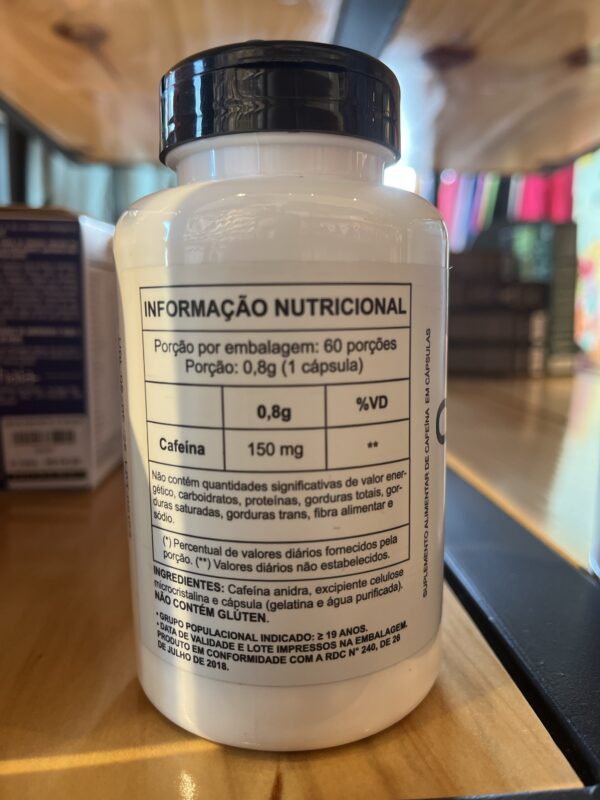 INFORMAÇÃO NUTRICIONAL
Porção por embalagem: 60 porções
Porção: 0,8g (1 cápsula)
0,8g %VD
Cafeína 150 mg **
Não contém quantidades significativas de valor ener-
gético, carboidratos, proteínas, gorduras totais, gor-
duras saturadas, gorduras trans, fibra alimentar e
sódio.
(*) Percentual de valores diários fornecidos pela
porção. (**) Valores diários não estabelecidos.
INGREDIENTES: Cafeína anidra, excipiente celulose
microcristalina e cápsula (gelatina e água purificada).
NÃO CONTÉM GLÚTEN.
• GRUPO POPULACIONAL INDICADO: ≥ 19 ANOS.
• DATA DE VALIDADE E LOTE IMPRESSOS NA EMBALAGEM.
PRODUTO EM CONFORMIDADE COM A RDC N° 240, DE 26
DE JULHO DE 2018.
SUPLEMENTO ALIMENTAR DE CAFEÍNA EM CÁPSULAS